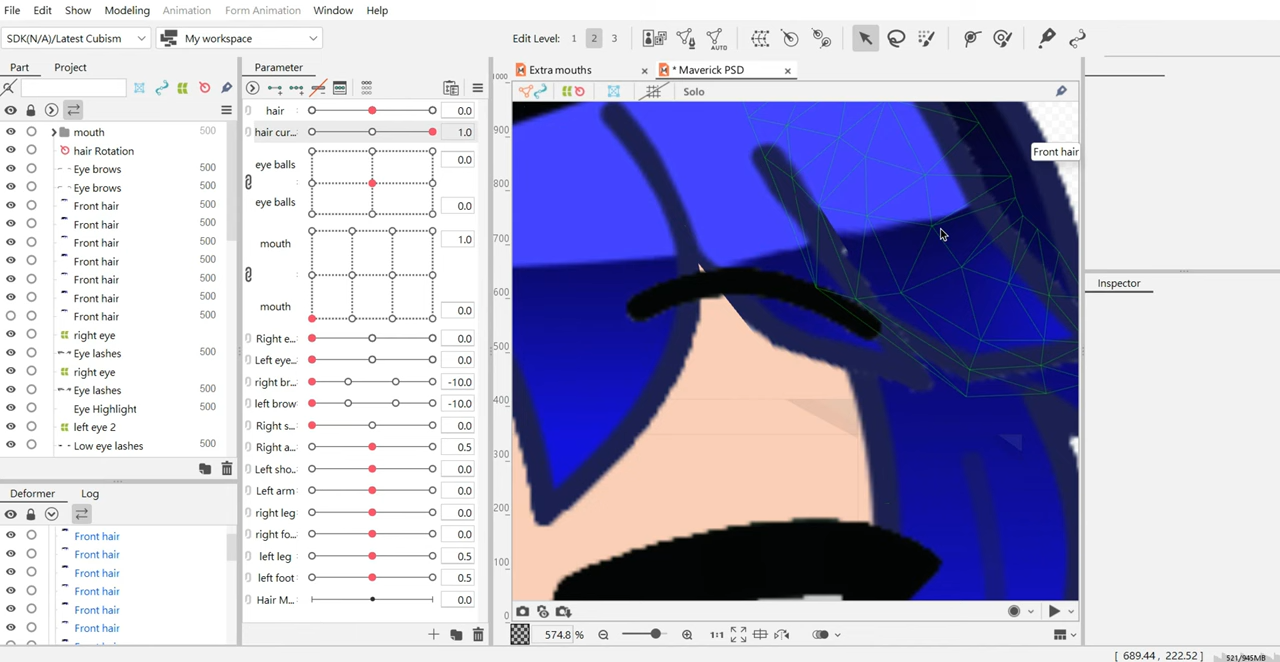 File Edit Show Modeling Animation Form Animation Window Help
SDK(N/A)/Latest Cubism My workspace Edit Level: 1 2 3 AUTO
Part Project Parameter Extra mouths * Maverick PSD
Solo
hair 0.0
hair cur... 1.0
eye balls 0.0
eye balls 0.0
mouth 1.0
mouth 0.0
Right e... 0.0
Left eye... 0.0
right br... -10.0
left brow -10.0
Right s... 0.0
Right a... 0.5
Left sho... 0.0
Left arm 0.0
right leg 0.0
right fo... 0.0
left leg 0.5
left foot 0.5
Hair M... 0.0
mouth 500
hair Rotation
Eye brows 500
Eye brows 500
Front hair 500
Front hair 500
Front hair 500
Front hair 500
Front hair 500
Front hair 500
Front hair 500
right eye
Eye lashes 500
right eye
Eye lashes 500
Eye Highlight 500
left eye 2
Low eye lashes 500
Deformer Log
Front hair
Front hair
Front hair
Front hair
Front hair
Front hair
900
800
700
600
500
400
300
200
100
0
Front hair
Inspector
574.8 % 1:1
[ 689.44, 222.52 ] 521/945MB